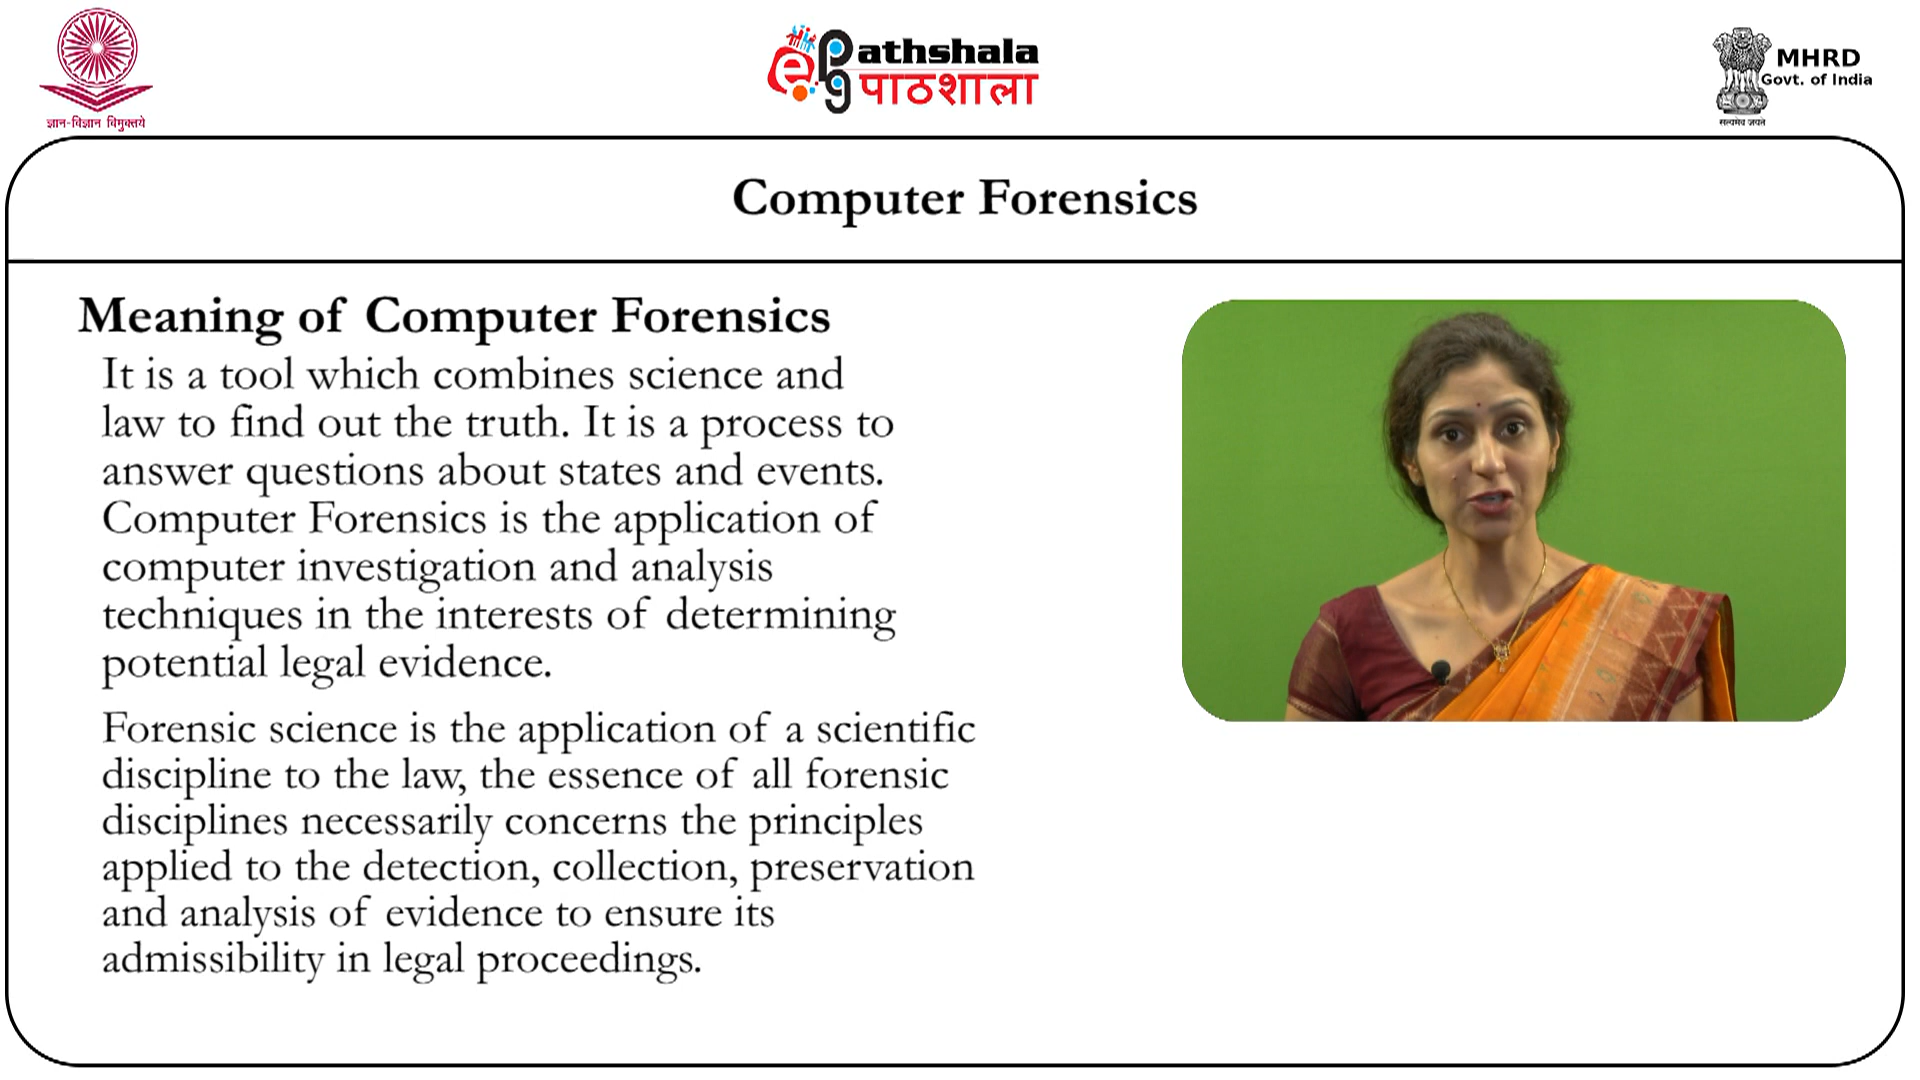 ज्ञान-विज्ञान विमुक्तये
e pg Pathshala
पाठशाला
MHRD
Govt. of India
सत्यमेव जयते
Computer Forensics
Meaning of Computer Forensics
It is a tool which combines science and
law to find out the truth. It is a process to
answer questions about states and events.
Computer Forensics is the application of
computer investigation and analysis
techniques in the interests of determining
potential legal evidence.
Forensic science is the application of a scientific
discipline to the law, the essence of all forensic
disciplines necessarily concerns the principles
applied to the detection, collection, preservation
and analysis of evidence to ensure its
admissibility in legal proceedings.